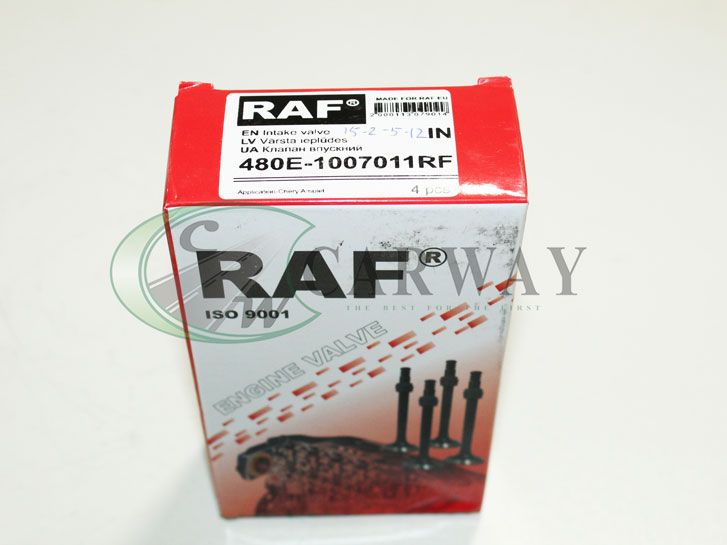 RAF®
MADE FOR RAF EU
2000113079014
EN Intake valve 15-2-5-12 IN
LV Vārsta ieplūdes
UA Клапан впускний
480E-1007011RF
Application:Chery Amulet
4 pcs
RAF®
CARWAY
THE BEST FOR THE FIRST
ISO 9001
ENGINE VALVE